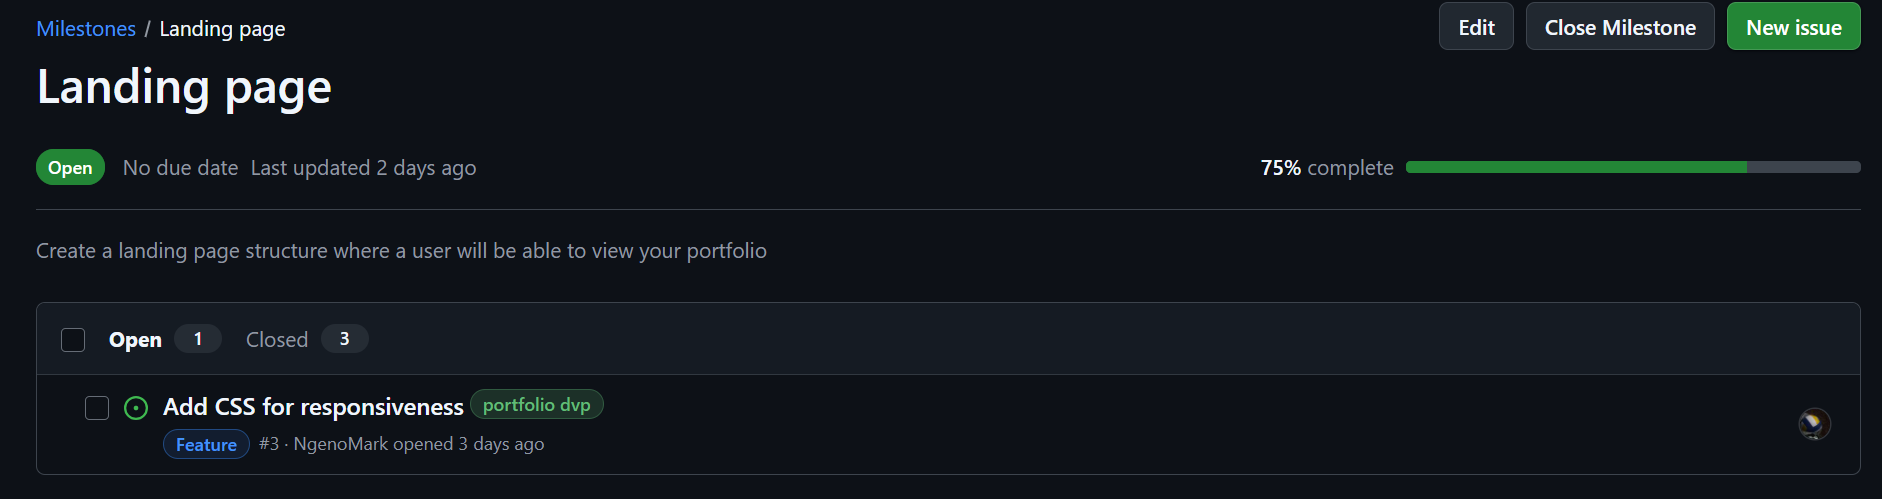 Milestones / Landing page
Edit
Close Milestone
New issue
Landing page
Open No due date Last updated 2 days ago
75% complete
Create a landing page structure where a user will be able to view your portfolio
Open 1 Closed 3
Add CSS for responsiveness portfolio dvp
Feature #3 · NgenoMark opened 3 days ago